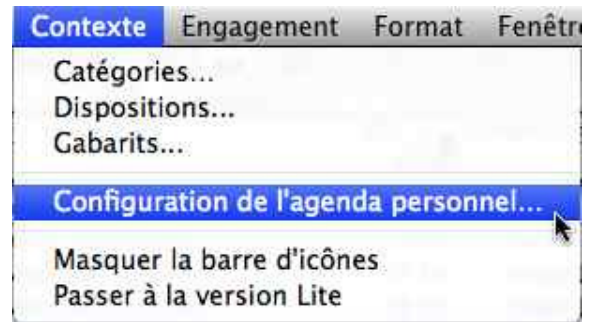 Contexte Engagement Format Fenêtr
Catégories...
Dispositions...
Gabarits...
Configuration de l'agenda personnel...
Masquer la barre d'icônes
Passer à la version Lite